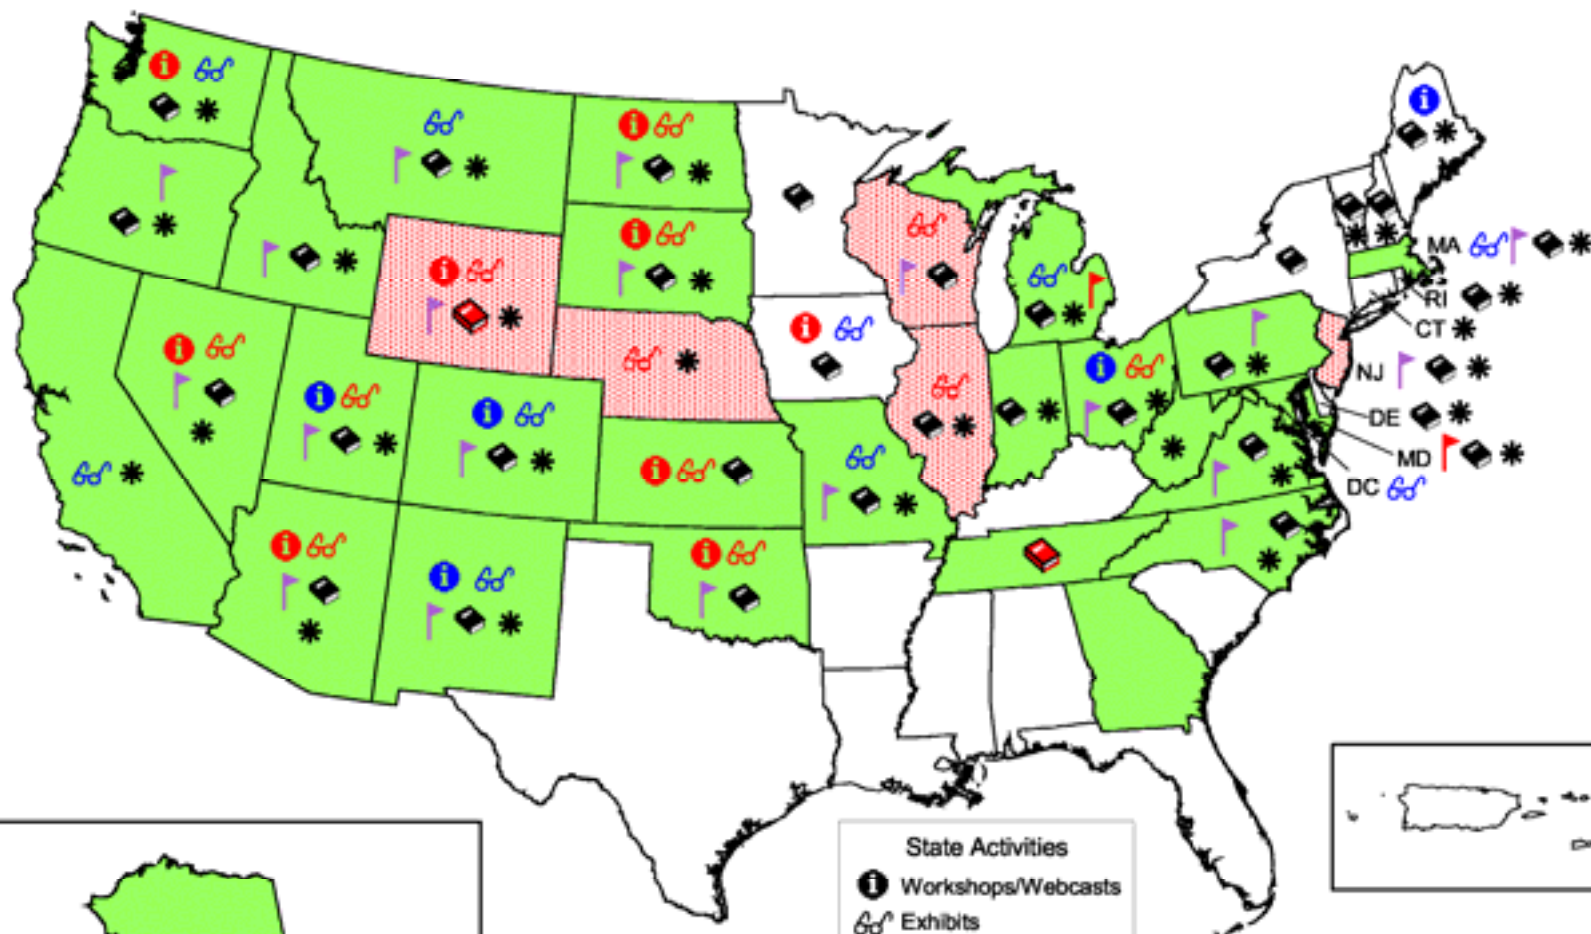 MA
RI
CT
NJ
DE
MD
DC
State Activities
i Workshops/Webcasts
Exhibits